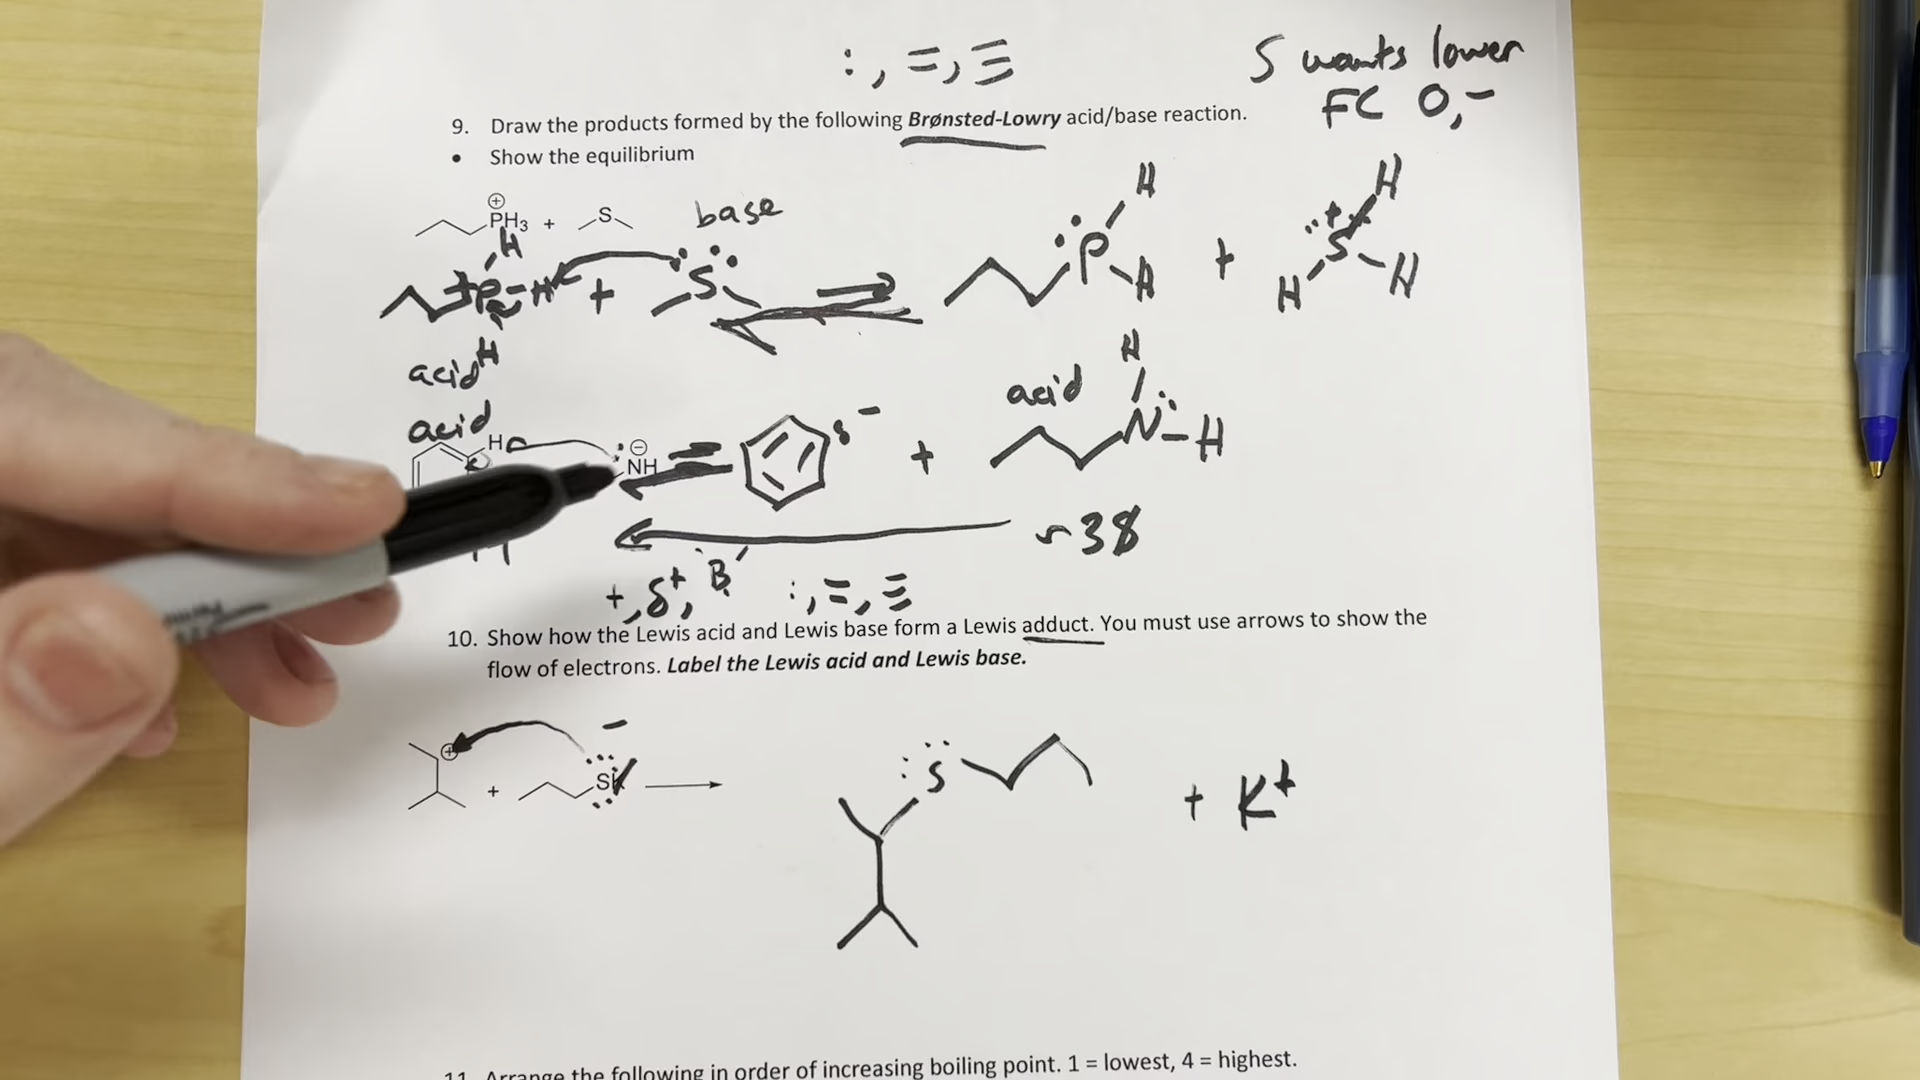 : , =, ≡
S wants lower
FC 0,-
9. Draw the products formed by the following Brønsted-Lowry acid/base reaction.
• Show the equilibrium
⊕
PH3 + S
base
H
+P-H + S
H
acid
:P H
H
+
+ H
S
H H
acid
H
⊖
NH
S-
+
acid
H
N-H
~38
+, δ+, B :, =, ≡
10. Show how the Lewis acid and Lewis base form a Lewis adduct. You must use arrows to show the
flow of electrons. Label the Lewis acid and Lewis base.
⊕
+
-
S
:S
+ K+
11. Arrange the following in order of increasing boiling point. 1 = lowest, 4 = highest.